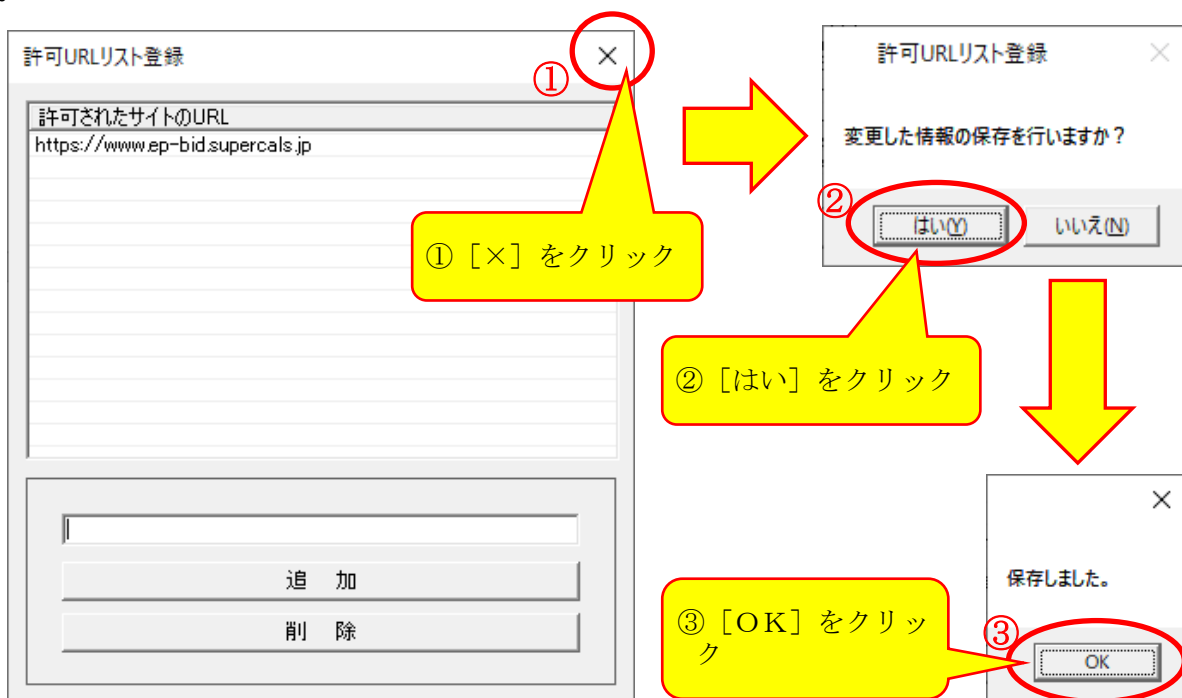 許可URLリスト登録
①
許可されたサイトのURL
https://www.ep-bid.supercals.jp
①［×］をクリック
追 加
削 除
許可URLリスト登録
変更した情報の保存を行いますか？
②
はい(Y)
いいえ(N)
②［はい］をクリック
保存しました。
③
OK
③［ＯＫ］をクリッ
ク